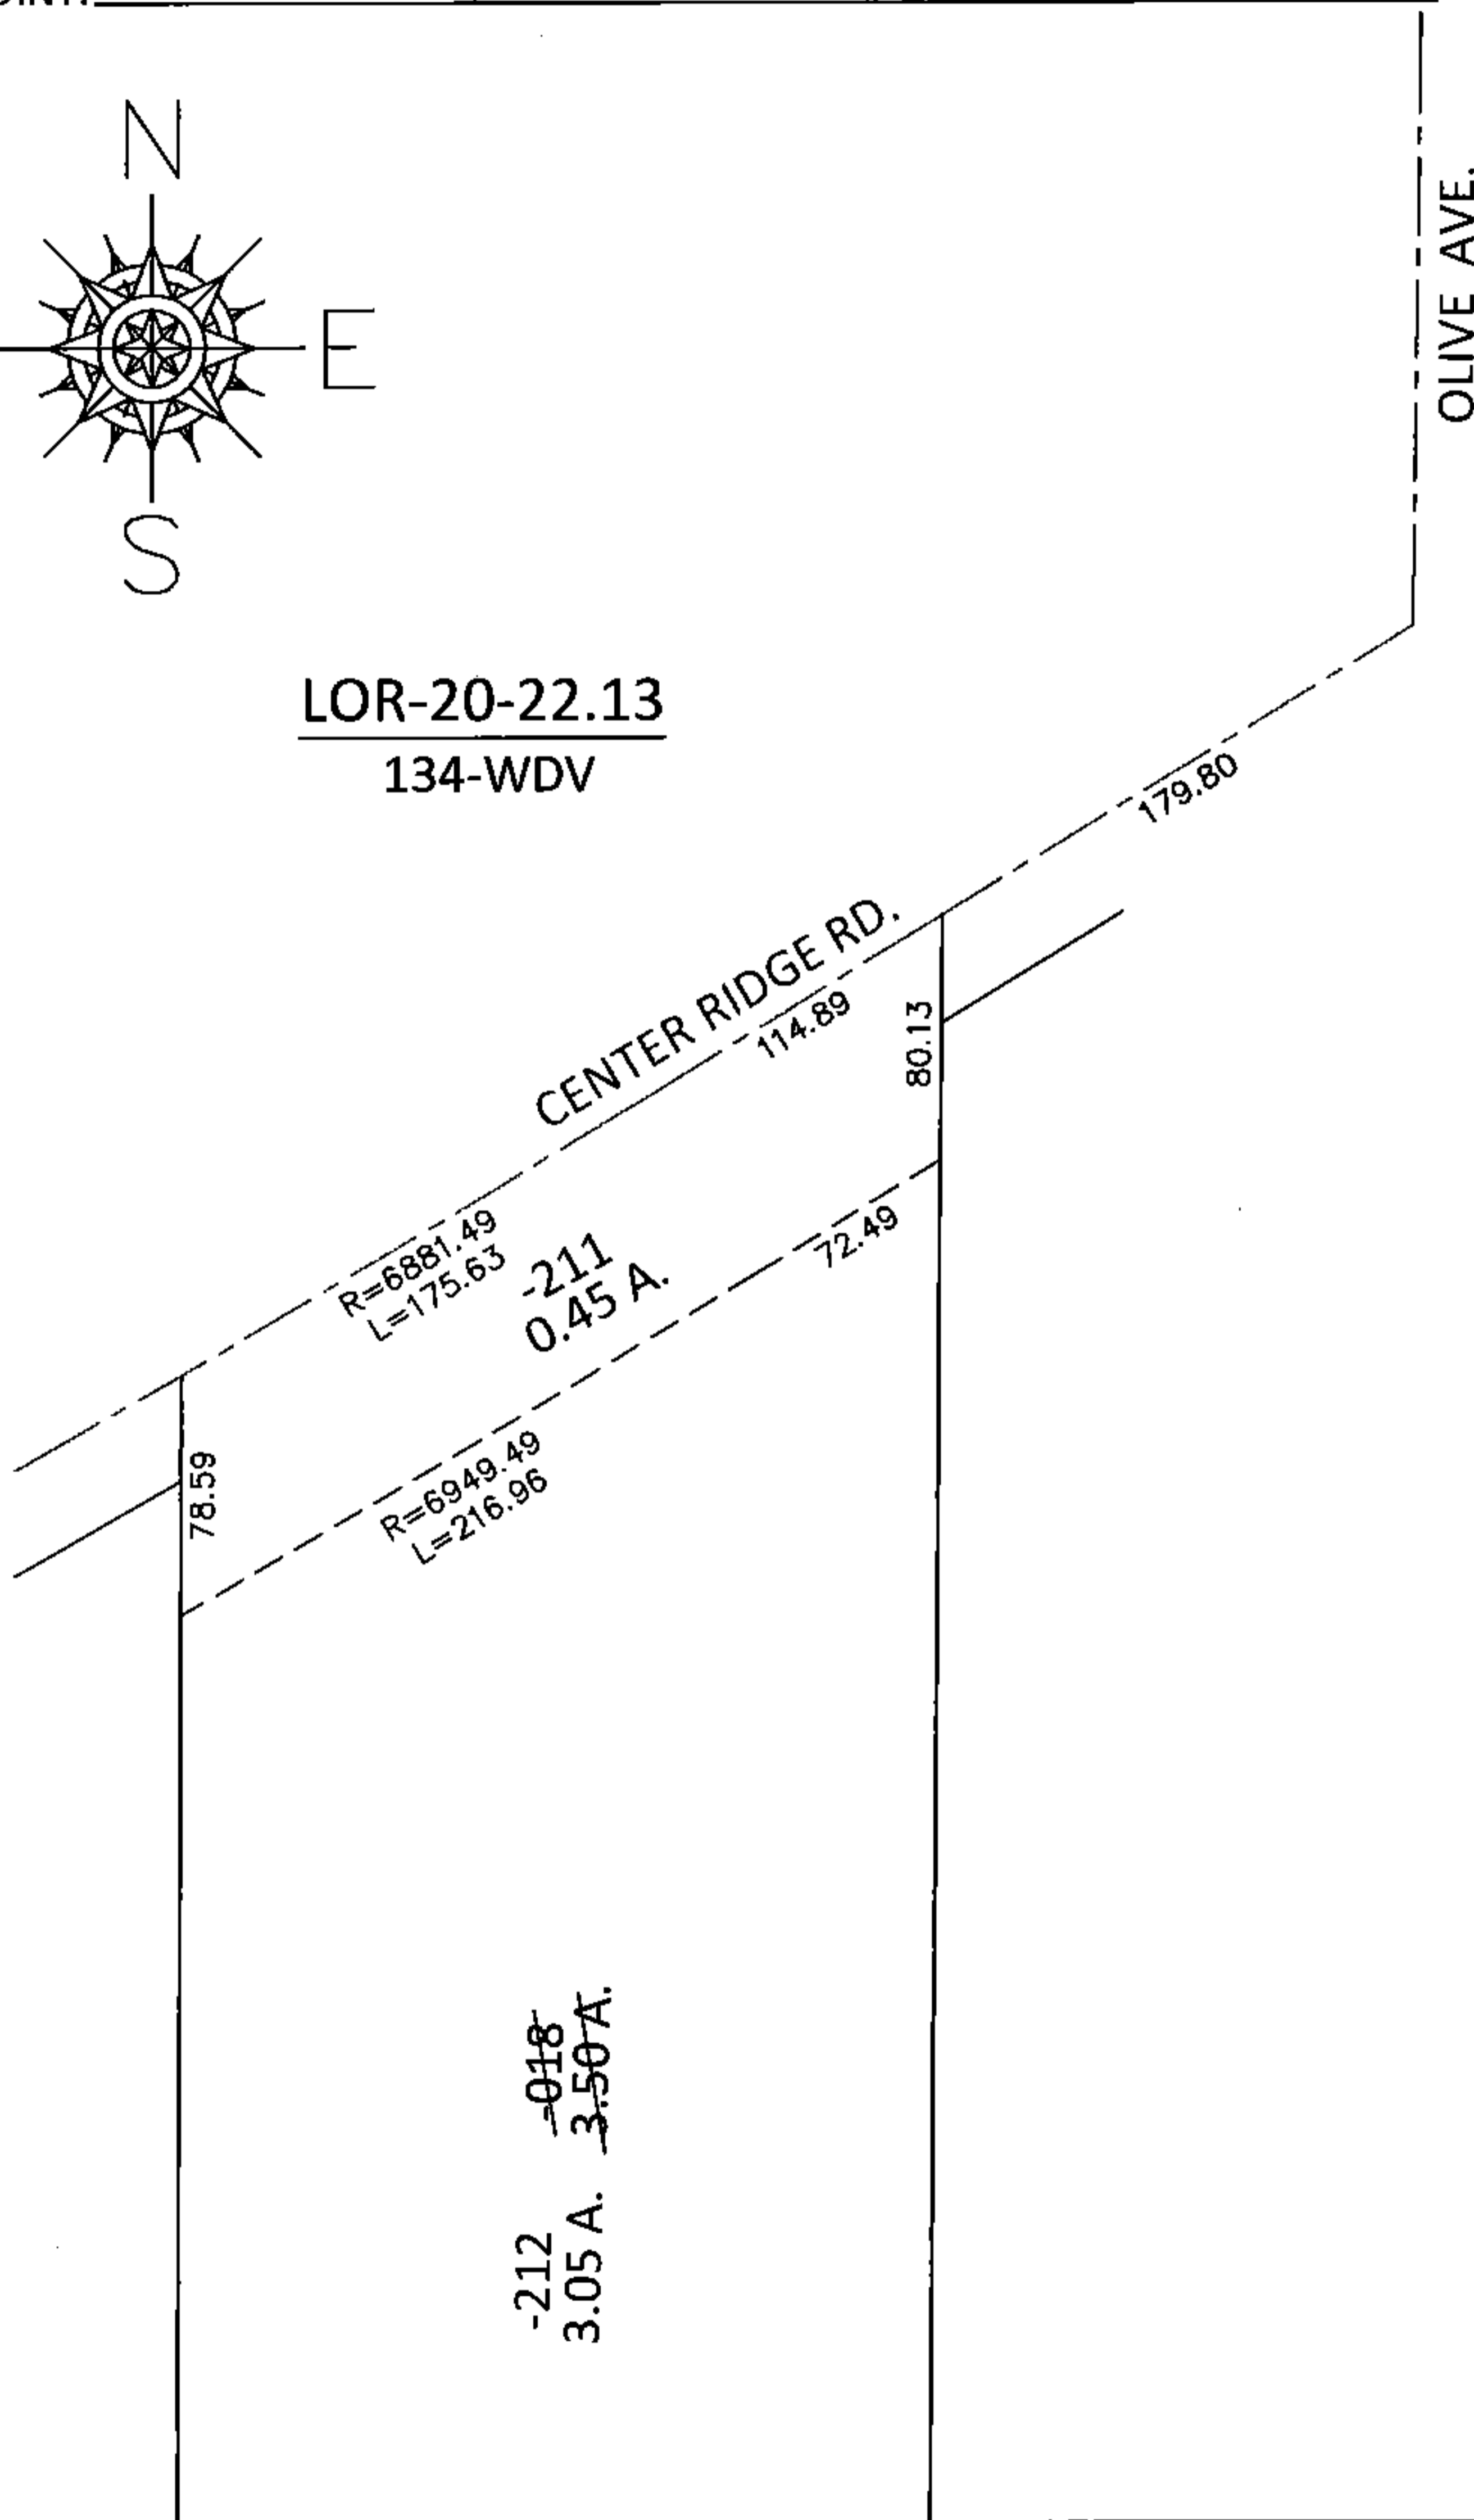 N
E
S
OLIVE AVE.
LOR-20-22.13
134-WDV
179.80
CENTER RIDGE RD.
114.89
80.13
R=6881.49
L=175.63
-211
0.45 A.
72.49
78.59
R=6949.49
L=216.96
-018
3.50 A.
-212
3.05 A.